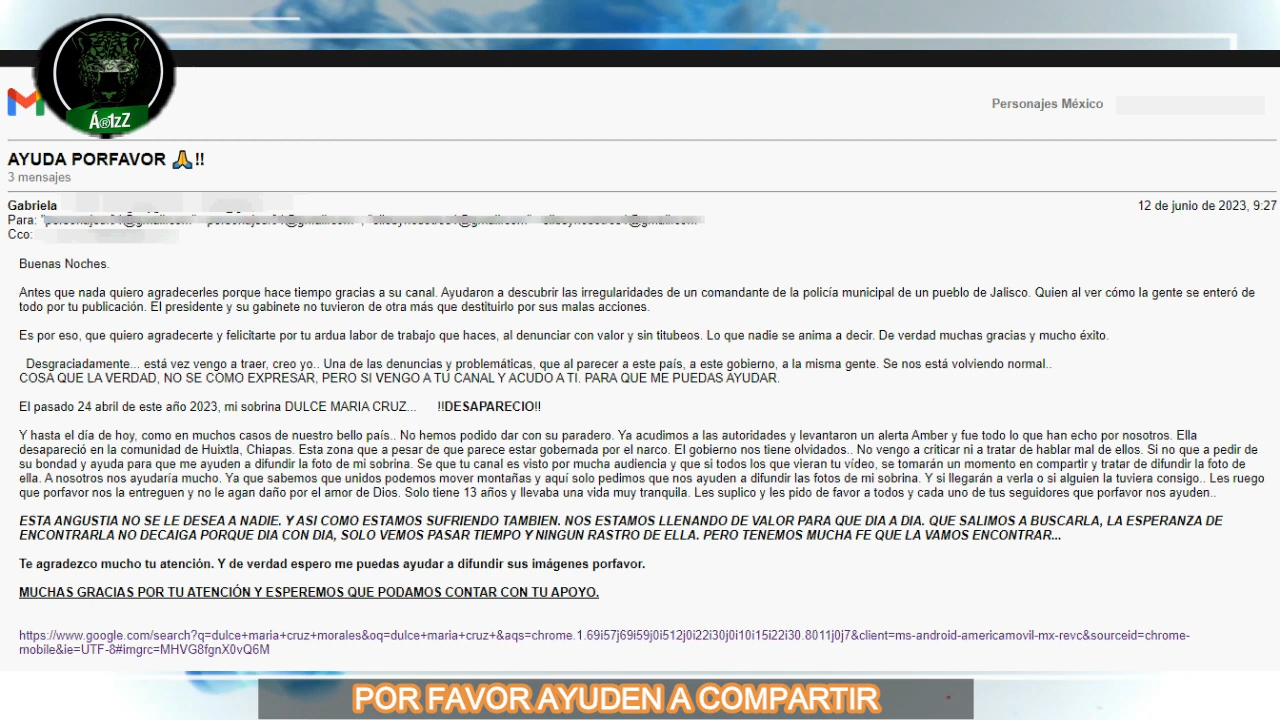 Á®1zZ
Personajes México
AYUDA PORFAVOR 🙏!!
3 mensajes
Gabriela
12 de junio de 2023, 9:27
Para:
Cco:
Buenas Noches.
Antes que nada quiero agradecerles porque hace tiempo gracias a su canal. Ayudaron a descubrir las irregularidades de un comandante de la policía municipal de un pueblo de Jalisco. Quien al ver cómo la gente se enteró de
todo por tu publicación. El presidente y su gabinete no tuvieron de otra más que destituirlo por sus malas acciones.
Es por eso, que quiero agradecerte y felicitarte por tu ardua labor de trabajo que haces, al denunciar con valor y sin titubeos. Lo que nadie se anima a decir. De verdad muchas gracias y mucho éxito.
Desgraciadamente... está vez vengo a traer, creo yo.. Una de las denuncias y problemáticas, que al parecer a este país, a este gobierno, a la misma gente. Se nos está volviendo normal..
COSA QUE LA VERDAD, NO SE COMO EXPRESAR, PERO SI VENGO A TU CANAL Y ACUDO A TI. PARA QUE ME PUEDAS AYUDAR.
El pasado 24 abril de este año 2023, mi sobrina DULCE MARIA CRUZ... !!DESAPARECIO!!
Y hasta el día de hoy, como en muchos casos de nuestro bello país.. No hemos podido dar con su paradero. Ya acudimos a las autoridades y levantaron un alerta Amber y fue todo lo que han echo por nosotros. Ella
desapareció en la comunidad de Huixtla, Chiapas. Esta zona que a pesar de que parece estar gobernada por el narco. El gobierno nos tiene olvidados.. No vengo a criticar ni a tratar de hablar mal de ellos. Si no que a pedir de
su bondad y ayuda para que me ayuden a difundir la foto de mi sobrina. Se que tu canal es visto por mucha audiencia y que si todos los que vieran tu vídeo, se tomarán un momento en compartir y tratar de difundir la foto de
ella. A nosotros nos ayudaría mucho. Ya que sabemos que unidos podemos mover montañas y aquí solo pedimos que nos ayuden a difundir las fotos de mi sobrina. Y si llegarán a verla o si alguien la tuviera consigo.. Les ruego
que porfavor nos la entreguen y no le agan daño por el amor de Dios. Solo tiene 13 años y llevaba una vida muy tranquila. Les suplico y les pido de favor a todos y cada uno de tus seguidores que porfavor nos ayuden..
ESTA ANGUSTIA NO SE LE DESEA A NADIE. Y ASI COMO ESTAMOS SUFRIENDO TAMBIEN. NOS ESTAMOS LLENANDO DE VALOR PARA QUE DIA A DIA. QUE SALIMOS A BUSCARLA, LA ESPERANZA DE
ENCONTRARLA NO DECAIGA PORQUE DIA CON DIA, SOLO VEMOS PASAR TIEMPO Y NINGUN RASTRO DE ELLA. PERO TENEMOS MUCHA FE QUE LA VAMOS ENCONTRAR...
Te agradezco mucho tu atención. Y de verdad espero me puedas ayudar a difundir sus imágenes porfavor.
MUCHAS GRACIAS POR TU ATENCIÓN Y ESPEREMOS QUE PODAMOS CONTAR CON TU APOYO.
https://www.google.com/search?q=dulce+maria+cruz+morales&oq=dulce+maria+cruz+&aqs=chrome.1.69i57j69i59j0i512j0i22i30j0i10i15i22i30.8011j0j7&client=ms-android-americamovil-mx-revc&sourceid=chrome-
mobile&ie=UTF-8#imgrc=MHVG8fgnX0vQ6M
POR FAVOR AYUDEN A COMPARTIR